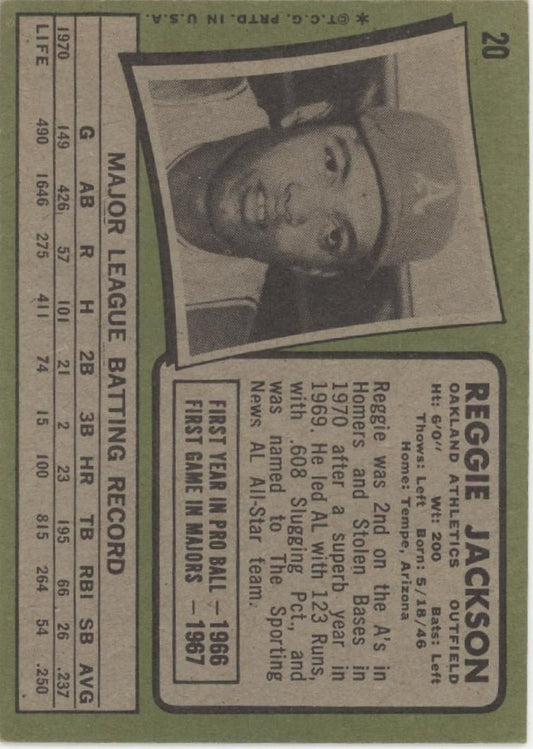 20
REGGIE JACKSON
OAKLAND ATHLETICS OUTFIELD
Ht: 6'0" Wt: 200 Bats: Left
Thows: Left Born: 5/18/46
Home: Tempe, Arizona
Reggie was 2nd on the A's in
Homers and Stolen Bases in
1970 after a superb year in
1969. He led AL with 123 Runs,
with .608 Slugging Pct., and
was named to The Sporting
News AL All-Star team.
FIRST YEAR IN PRO BALL — 1966
FIRST GAME IN MAJORS — 1967
MAJOR LEAGUE BATTING RECORD
G AB R H 2B 3B HR TB RBI SB AVG
1970 149 426 57 101 21 2 23 195 66 26 .237
LIFE 490 1646 275 411 74 15 100 815 264 54 .250
*©T.C.G. PRTD. IN U.S.A.